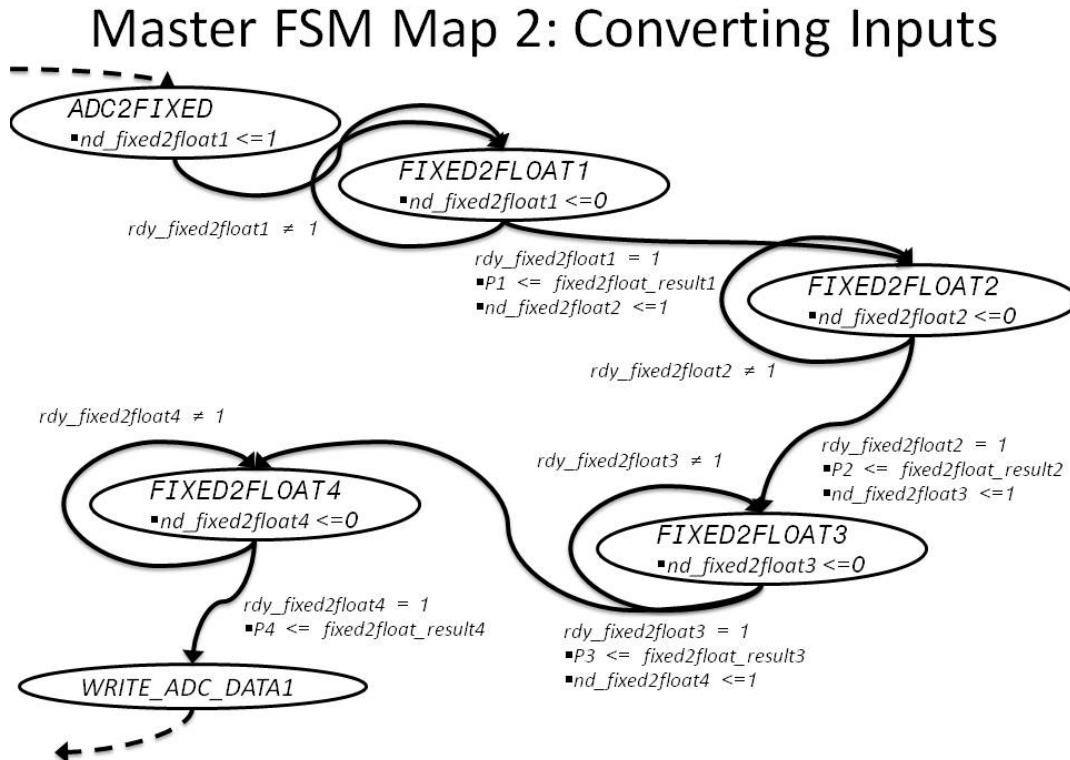 Master FSM Map 2: Converting Inputs
ADC2FIXED
▪nd_fixed2float1 <=1
FIXED2FLOAT1
▪nd_fixed2float1 <=0
rdy_fixed2float1 ≠ 1
rdy_fixed2float1 = 1
▪P1 <= fixed2float_result1
▪nd_fixed2float2 <=1
FIXED2FLOAT2
▪nd_fixed2float2 <=0
rdy_fixed2float2 ≠ 1
rdy_fixed2float2 = 1
▪P2 <= fixed2float_result2
▪nd_fixed2float3 <=1
rdy_fixed2float3 ≠ 1
FIXED2FLOAT3
▪nd_fixed2float3 <=0
rdy_fixed2float3 = 1
▪P3 <= fixed2float_result3
▪nd_fixed2float4 <=1
rdy_fixed2float4 ≠ 1
FIXED2FLOAT4
▪nd_fixed2float4 <=0
rdy_fixed2float4 = 1
▪P4 <= fixed2float_result4
WRITE_ADC_DATA1